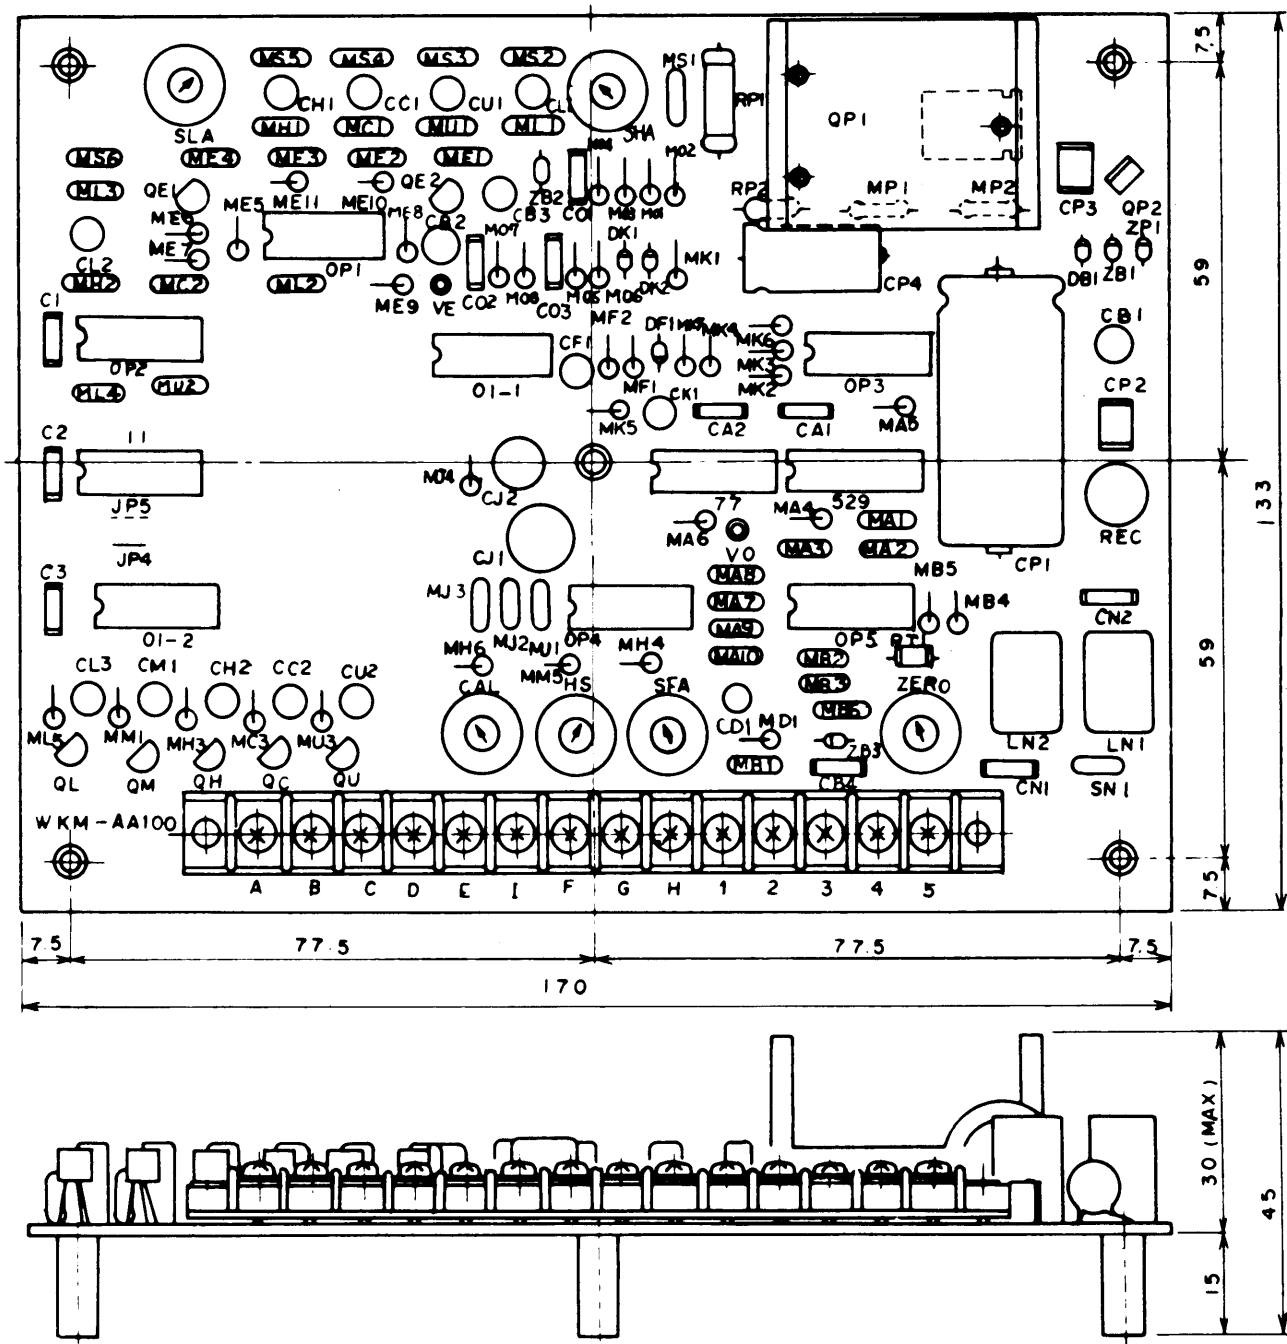 MS5 MS4 MS3 MS2 MS1
CH1 CC1 CU1 RP1 QP1
SLA MH1 MC1 MU1 ML1 SHA
MS6 ME4 ME3 ME2 ME1 MO2
ML3 QE1 ME11 ME10 QE2 ZB2 CO1 RP2 MP1 MP2 CP3 QP2
ME6 ME5 ME8 CB3 MO7 DK1 ZP1
ME7 OP1 MK1 DB1 ZB1
CL2 MH2 MC2 ML2 ME9 VE CO2 MO8 CO3 MO5 MO6 DK2 CP4
C1 MF2 DF1 MK4 MK6 CB1
OP2 CF1 MK3
ML4 MU2 OI-1 MF1 CK1 MK2 OP3 CP2
MK5 CA2 CA1 MA5
C2 11
MJ4 CJ2 77 MA4 529
JP5 MA6 MA1 REC
JP4 CJ1 VO MA3 MA2 CP1
C3 MA8 MB5
MJ3 MA7 MB4
CN2
OI-2 MJ2 MJ1 OP4 MH4 MA9 OP5
MH6 MM5 MA10 MB2
CL3 CM1 CH2 CC2 CU2 CAL HS SFA MB3 ZERO
MB6
ML5 MM1 MH3 MC3 MU3 CD1 MD1 LN2 LN1
QL QM QH QC QU MB1 ZB3 CB4 CN1 SN1
WKM-AA100
A B C D E I F G H 1 2 3 4 5
7.5
59
133
59
7.5
7.5 77.5 77.5 7.5
170
30 (MAX)
45
15